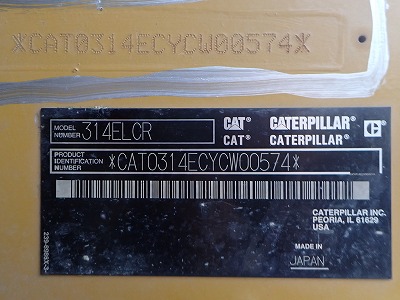 *CAT0314ECYCW00574*
MODEL NUMBER 314ELCR
CAT® CATERPILLAR®
CAT® CATERPILLAR®
PRODUCT IDENTIFICATION NUMBER *CAT0314ECYCW00574*
CATERPILLAR INC.
PEORIA, IL 61629
USA
MADE IN
JAPAN